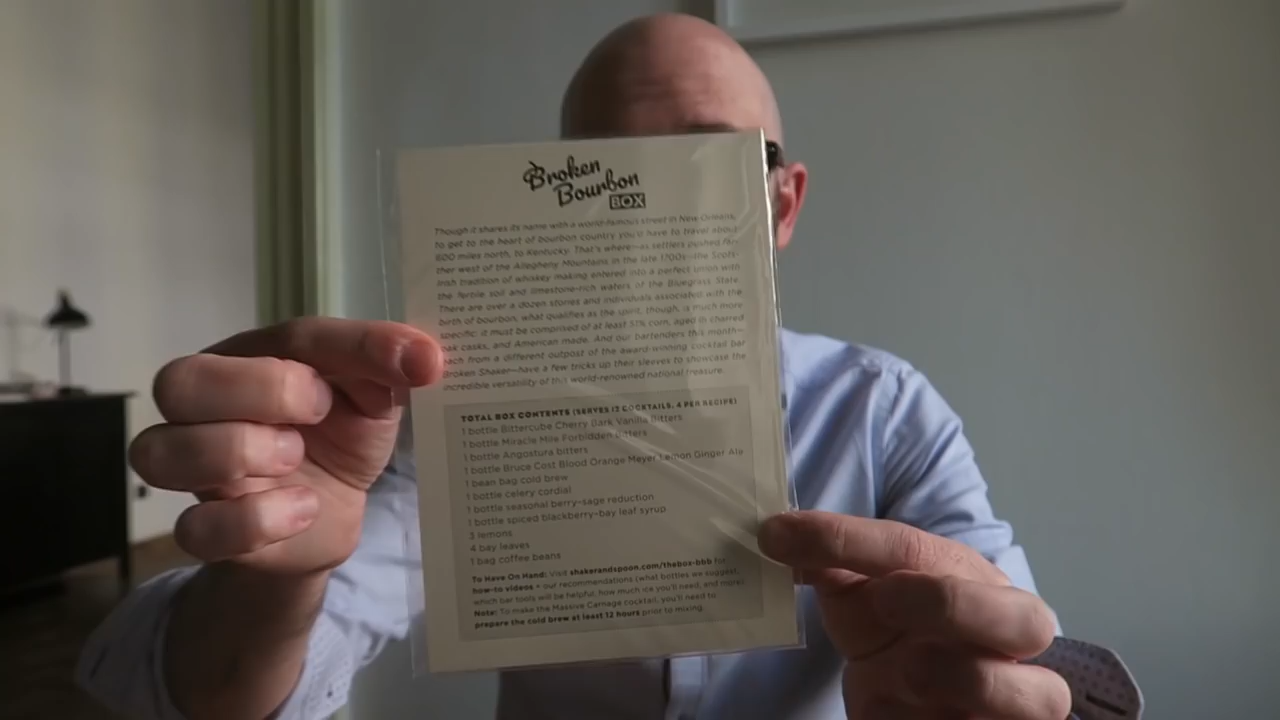 Broken
Bourbon
BOX
Though it shares its name with a world-famous street in New Orleans,
to get to the heart of bourbon country you'll have to travel about
600 miles north, to Kentucky. That's where—as settlers pushed far-
ther west of the Allegheny Mountains in the late 1700s—the Scots-
Irish tradition of whiskey making entered into a perfect union with
the fertile soil and limestone-rich waters of the Bluegrass State.
There are over a dozen stories and individuals associated with the
birth of bourbon; what qualifies as the spirit, though, is much more
specific: it must be comprised of at least 51% corn, aged in charred
oak casks, and American made. And our bartenders this month—
each from a different outpost of the award-winning cocktail bar
Broken Shaker—have a few tricks up their sleeves to showcase the
incredible versatility of this world-renowned national treasure.
TOTAL BOX CONTENTS (SERVES 12 COCKTAILS, 4 PER RECIPE)
1 bottle Bittercube Cherry Bark Vanilla Bitters
1 bottle Miracle Mile Forbidden Bitters
1 bottle Angostura bitters
1 bottle Bruce Cost Blood Orange Meyer Lemon Ginger Ale
1 bean bag cold brew
1 bottle celery cordial
1 bottle seasonal berry-sage reduction
1 bottle spiced blackberry-bay leaf syrup
3 lemons
4 bay leaves
1 bag coffee beans
To Have On Hand: Visit shakerandspoon.com/thebox-bbb for
how-to videos + our recommendations (what bottles we suggest,
which bar tools will be helpful, how much ice you'll need, and more)
Note: To make the Massive Carnage cocktail, you'll need to
prepare the cold brew at least 12 hours prior to mixing.